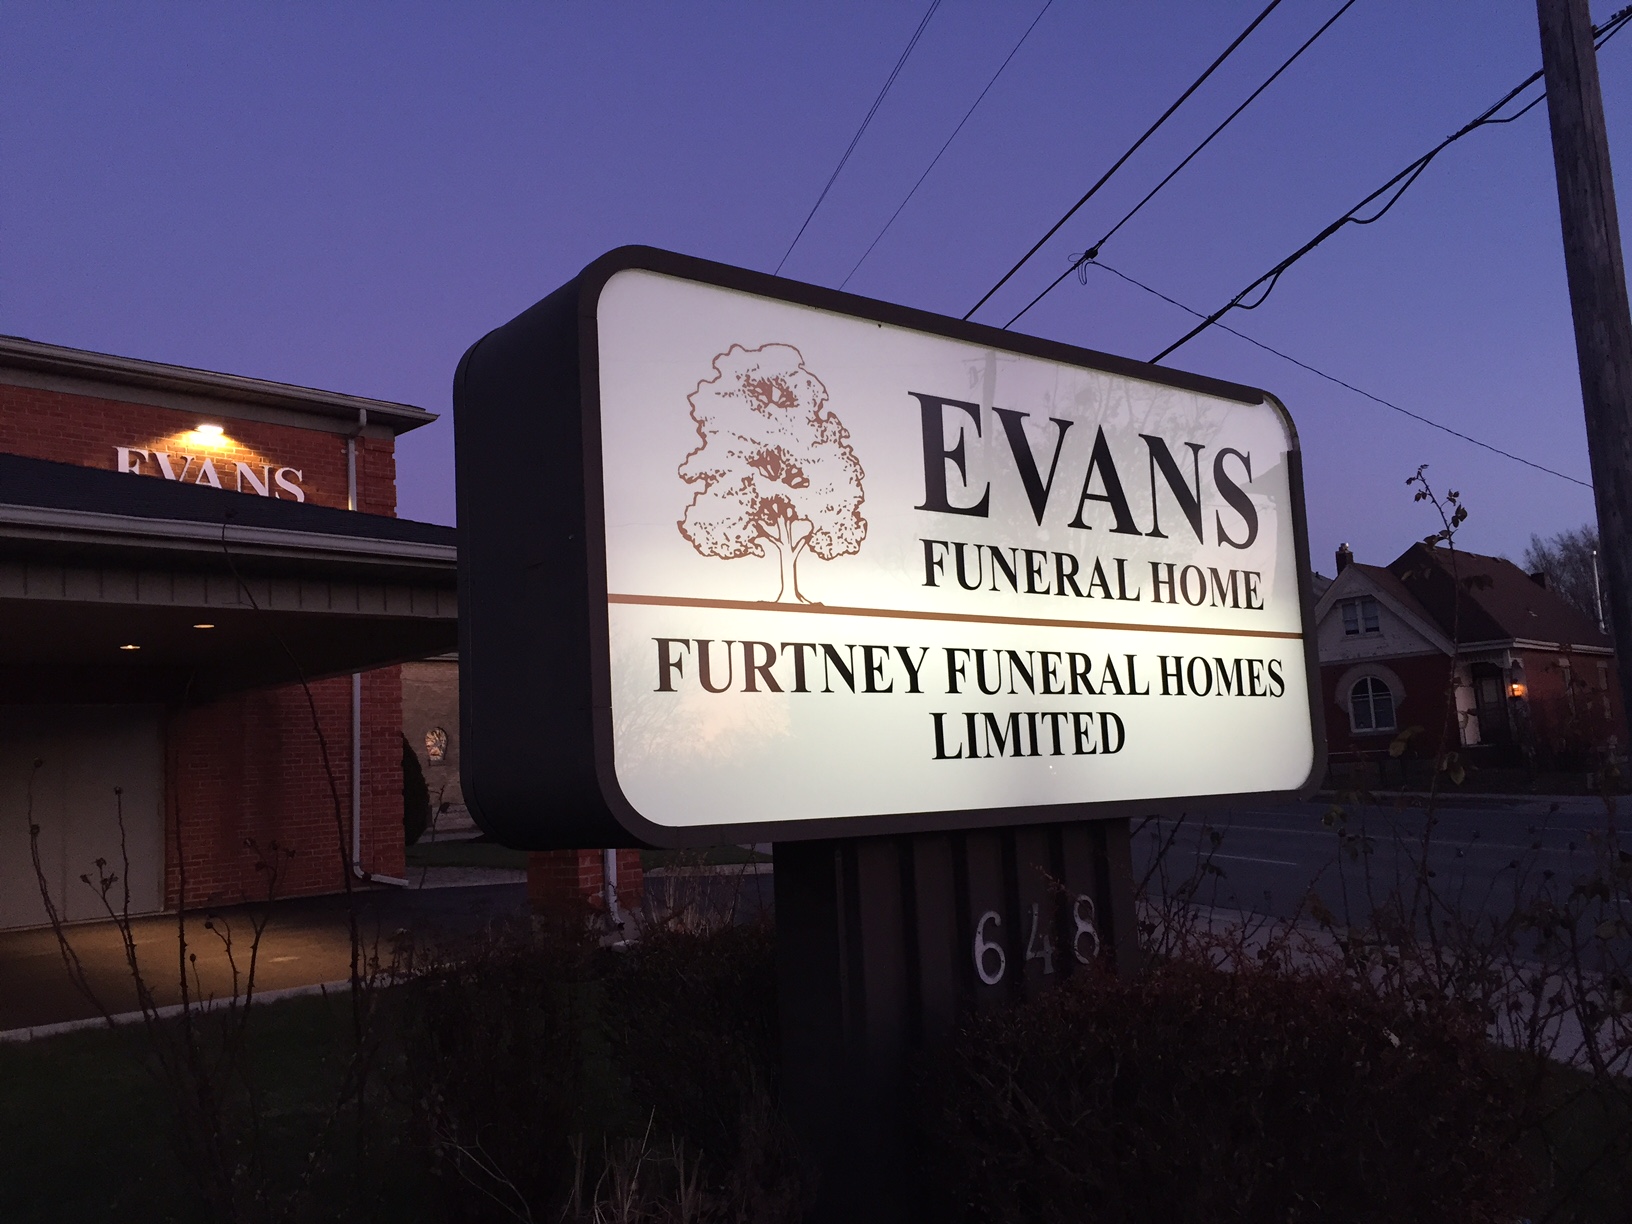 EVANS
EVANS
FUNERAL HOME
FURTNEY FUNERAL HOMES
LIMITED
648